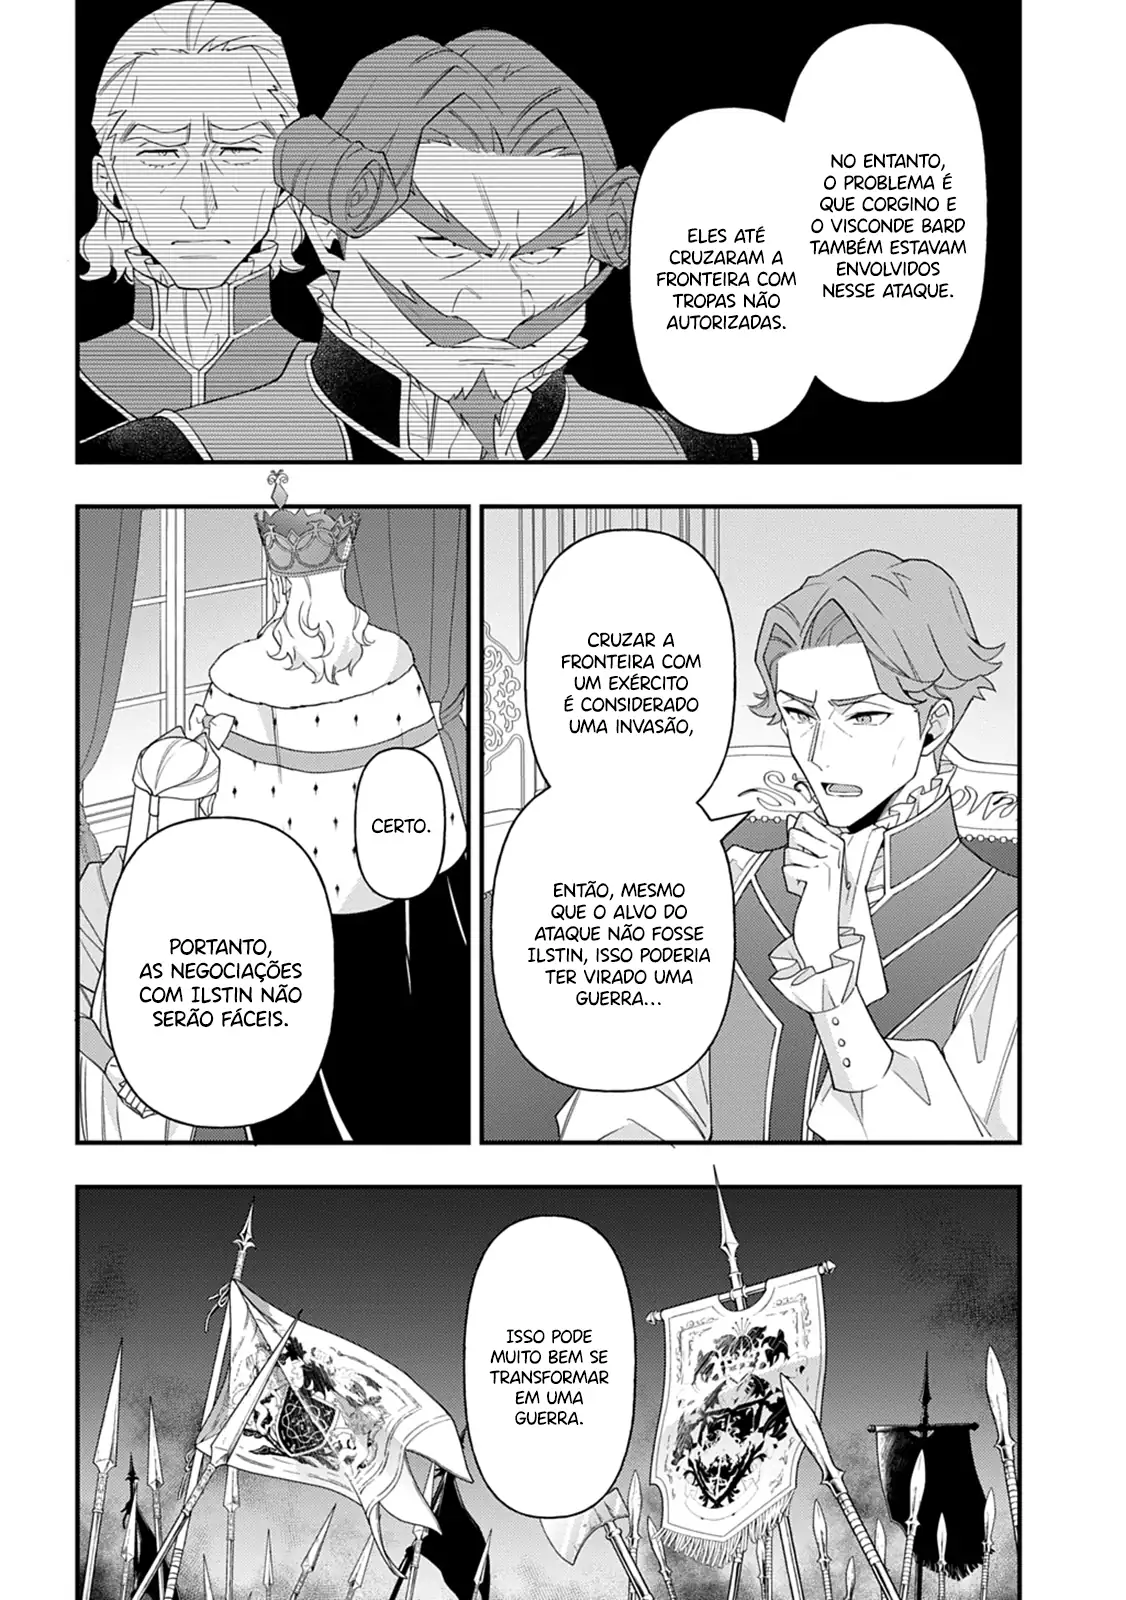 NO ENTANTO,
O PROBLEMA É
QUE CORGINO E
O VISCONDE BARD
TAMBÉM ESTAVAM
ENVOLVIDOS
NESSE ATAQUE.
ELES ATÉ
CRUZARAM A
FRONTEIRA COM
TROPAS NÃO
AUTORIZADAS.
CRUZAR A
FRONTEIRA COM
UM EXÉRCITO
É CONSIDERADO
UMA INVASÃO,
ENTÃO, MESMO
QUE O ALVO DO
ATAQUE NÃO FOSSE
ILSTIN, ISSO PODERIA
TER VIRADO UMA
GUERRA...
CERTO.
PORTANTO,
AS NEGOCIAÇÕES
COM ILSTIN NÃO
SERÃO FÁCEIS.
ISSO PODE
MUITO BEM SE
TRANSFORMAR
EM UMA
GUERRA.